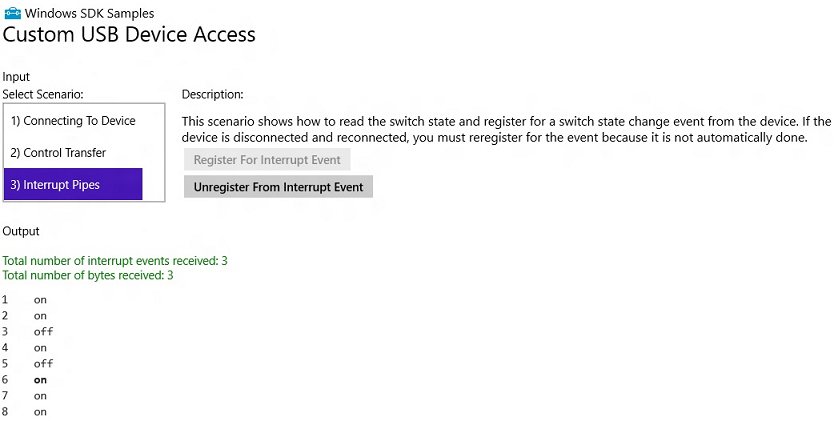 Windows SDK Samples
Custom USB Device Access
Input
Select Scenario:
1) Connecting To Device
2) Control Transfer
3) Interrupt Pipes
Description:
This scenario shows how to read the switch state and register for a switch state change event from the device. If the
device is disconnected and reconnected, you must reregister for the event because it is not automatically done.
Register For Interrupt Event
Unregister From Interrupt Event
Output
Total number of interrupt events received: 3
Total number of bytes received: 3
1 on
2 on
3 off
4 on
5 off
6 on
7 on
8 on